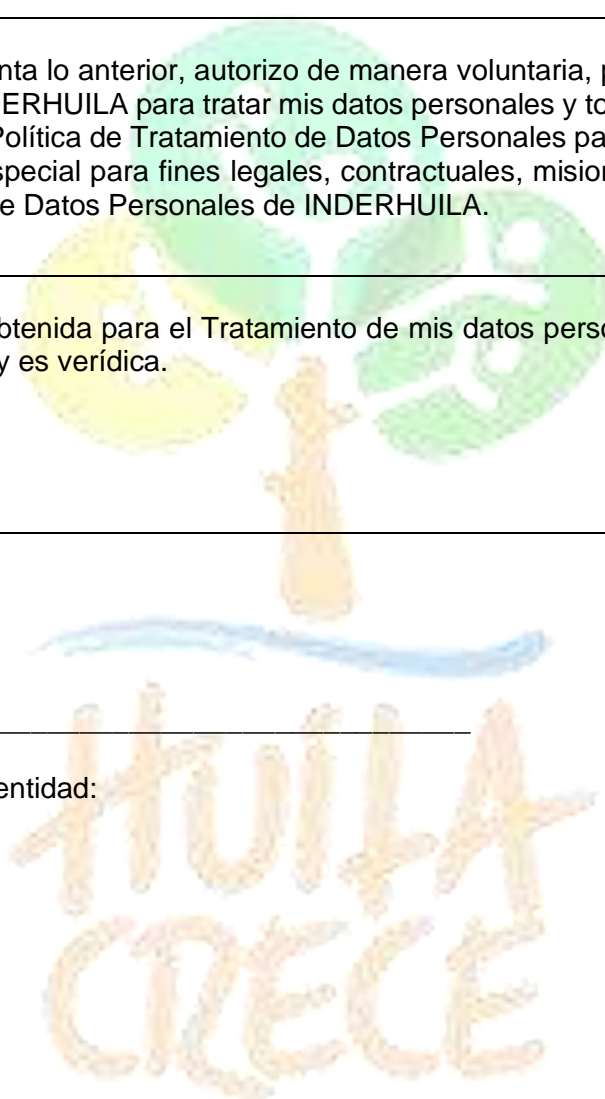 nta lo anterior, autorizo de manera voluntaria, p
ERHUILA para tratar mis datos personales y to
Política de Tratamiento de Datos Personales pa
special para fines legales, contractuales, mision
e Datos Personales de INDERHUILA.
btenida para el Tratamiento de mis datos perso
y es verídica.
entidad:
HUILA
CRECE